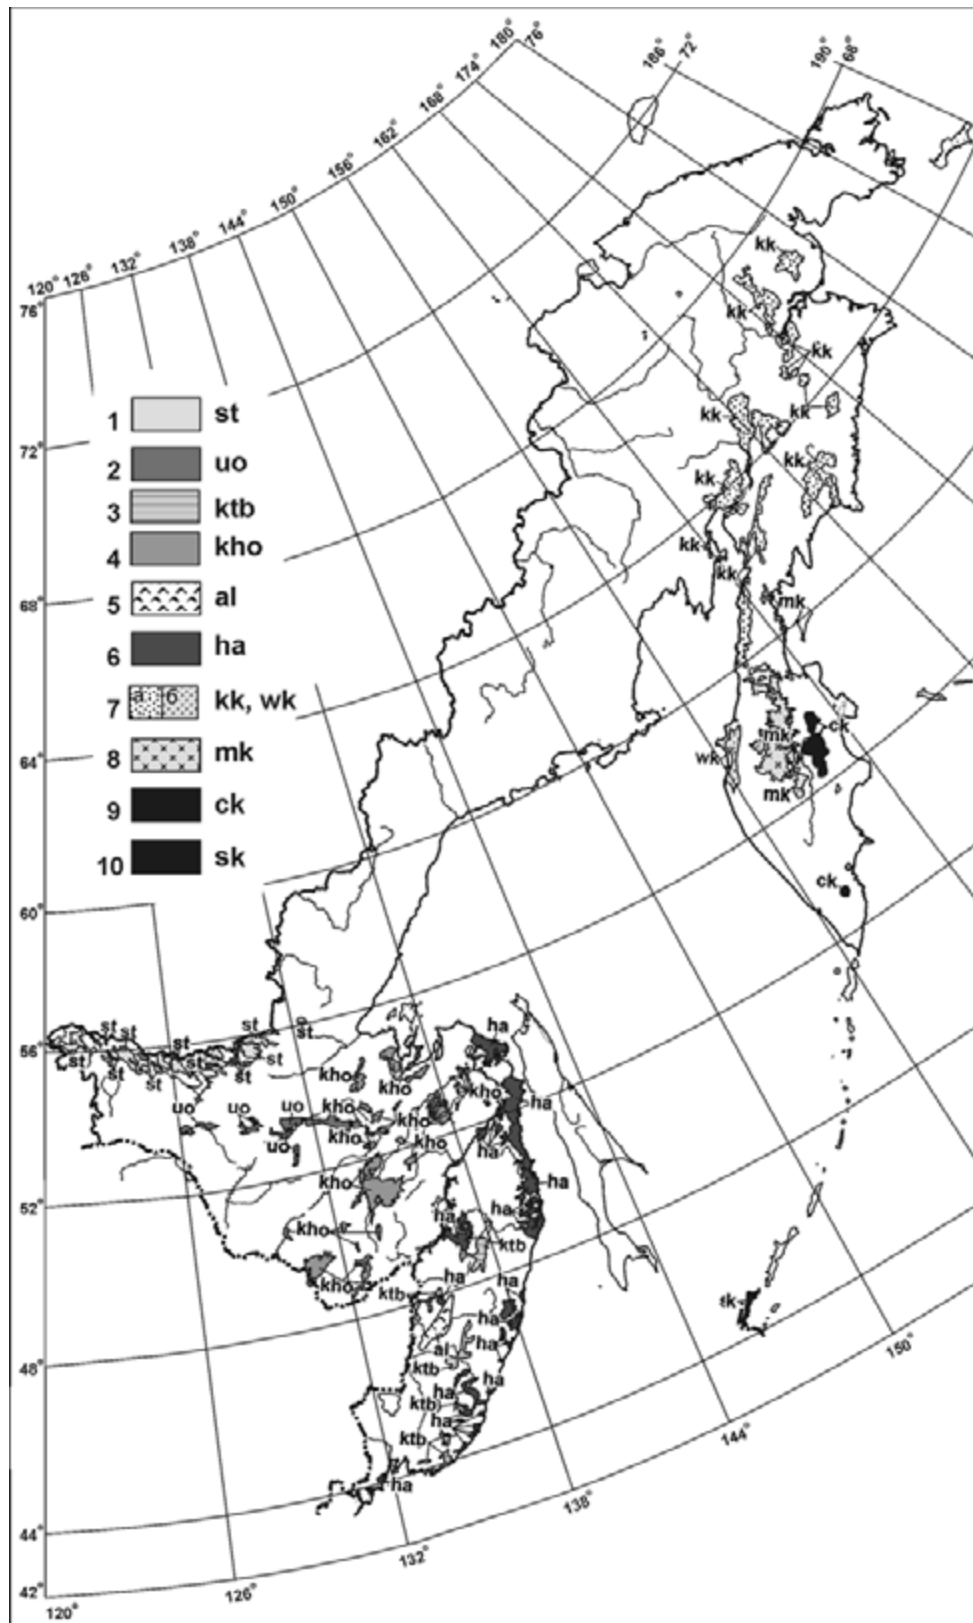 180° 76°
186° 72°
190° 68°
174°
168°
162°
156°
150°
144°
138°
132°
120° 126°
76°
72°
68°
64°
60°
56°
52°
48°
44°
42°
120°
126°
132°
138°
144°
150°
1 st
2 uo
3 ktb
4 kho
5 al
6 ha
7 a б kk, wk
8 mk
9 ck
10 sk
kk
kk
kk
kk
kk
kk
kk
kk
kk
mk
ck
mk
wk
mk
ck
st
st
st
st
st
st
st
st
st
ha
kho
kho
kho
ha
uo
uo
uo
kho
kho
kho
kho
uo
ha
kho
ha
ha
ha
kho
ktb
kho
ktb
ha
ha
ha
al
ha
ktb
ha
ha
ktb
ha
ktb
ha